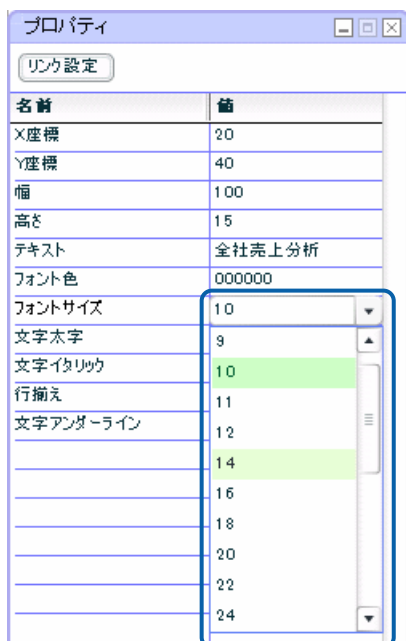 プロパティ
リンク設定
名前 値
X座標 20
Y座標 40
幅 100
高さ 15
テキスト 全社売上分析
フォント色 000000
フォントサイズ 10
文字太字 9
文字イタリック 10
行揃え 11
文字アンダーライン 12
14
16
18
20
22
24